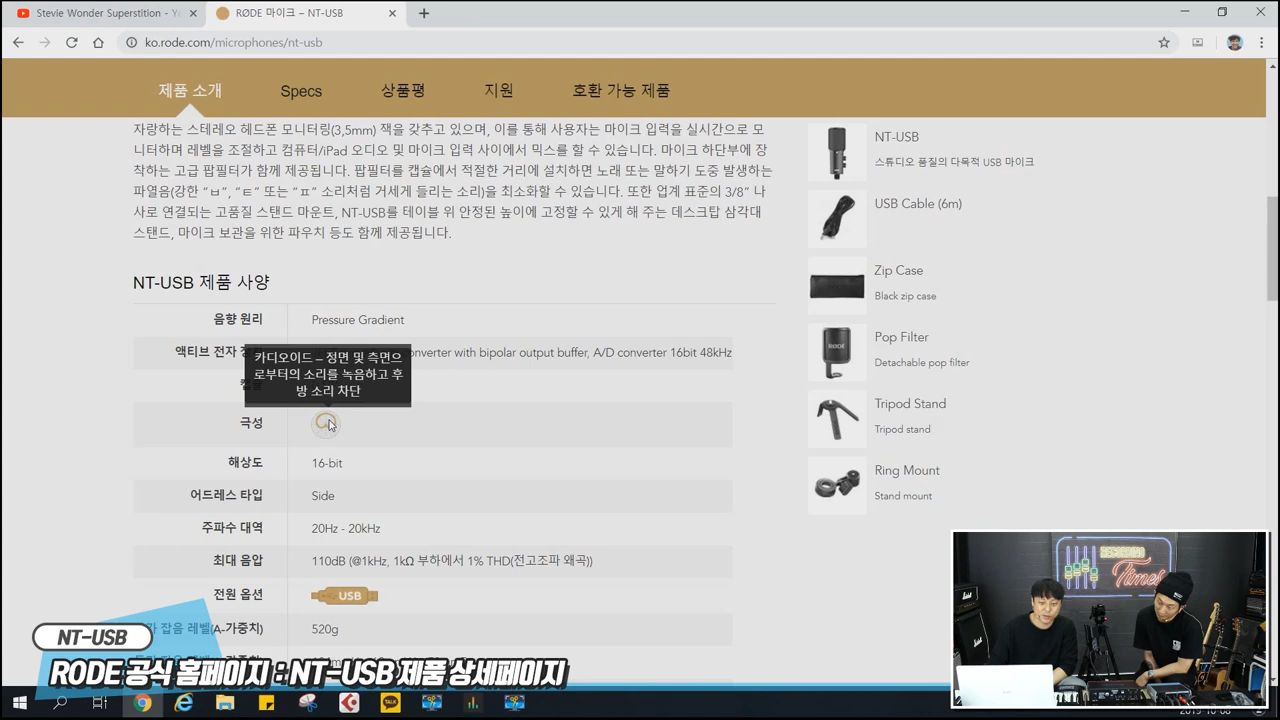 Stevie Wonder Superstition - Y
RØDE 마이크 – NT-USB
ko.rode.com/microphones/nt-usb
제품 소개
Specs
상품평
지원
호환 가능 제품
자랑하는 스테레오 헤드폰 모니터링(3,5mm) 잭을 갖추고 있으며, 이를 통해 사용자는 마이크 입력을 실시간으로 모
니터하며 레벨을 조절하고 컴퓨터/iPad 오디오 및 마이크 입력 사이에서 믹스를 할 수 있습니다. 마이크 하단부에 장
착하는 고급 팝필터가 함께 제공됩니다. 팝필터를 캡슐에서 적절한 거리에 설치하면 노래 또는 말하기 도중 발생하는
파열음(강한 “ㅂ”, “ㅌ” 또는 “ㅍ” 소리처럼 거세게 들리는 소리)을 최소화할 수 있습니다. 또한 업계 표준의 3/8” 나
사로 연결되는 고품질 스탠드 마운트, NT-USB를 테이블 위 안정된 높이에 고정할 수 있게 해 주는 데스크탑 삼각대
스탠드, 마이크 보관을 위한 파우치 등도 함께 제공됩니다.
NT-USB 제품 사양
음향 원리 Pressure Gradient
액티브 전자 onverter with bipolar output buffer, A/D converter 16bit 48kHz
카디오이드 – 정면 및 측면으
로부터의 소리를 녹음하고 후
방 소리 차단
극성
해상도 16-bit
어드레스 타입 Side
주파수 대역 20Hz - 20kHz
최대 음압 110dB (@1kHz, 1kΩ 부하에서 1% THD(전고조파 왜곡))
전원 옵션 USB
잡음 레벨(A-가중치) 520g
NT-USB
스튜디오 품질의 다목적 USB 마이크
USB Cable (6m)
Zip Case
Black zip case
RØDE
Pop Filter
Detachable pop filter
Tripod Stand
Tripod stand
Ring Mount
Stand mount
Times
Marshall
NT-USB
RODE 공식 홈페이지 : NT-USB 제품 상세페이지
TALK
2019-10-08